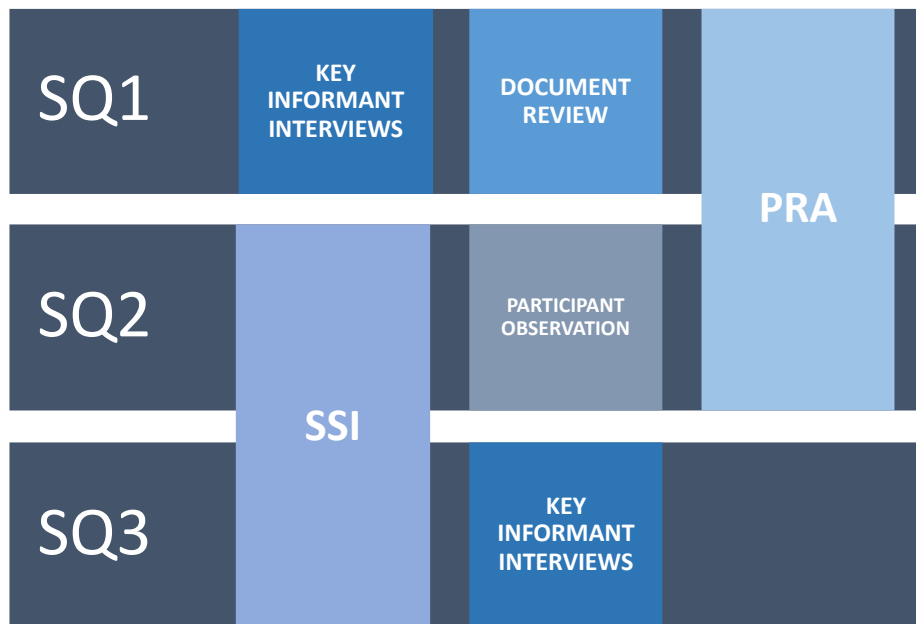 SQ1
KEY
INFORMANT
INTERVIEWS
DOCUMENT
REVIEW
PRA
SQ2
SSI
PARTICIPANT
OBSERVATION
SQ3
KEY
INFORMANT
INTERVIEWS